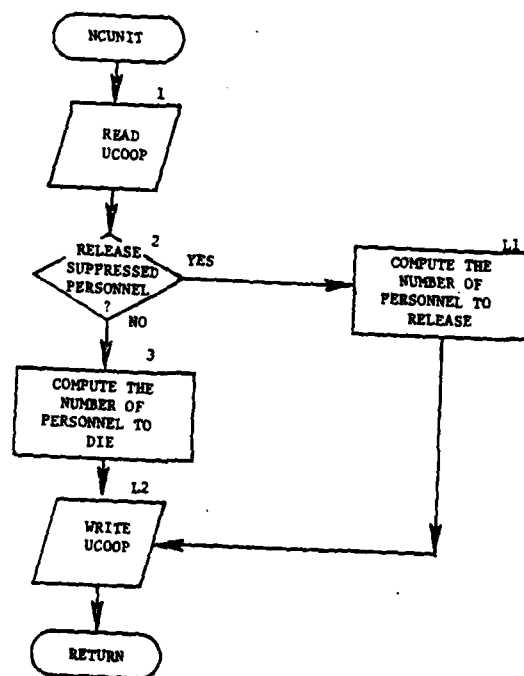 NCUNIT
1
READ
UCOOP
2
RELEASE
SUPPRESSED
PERSONNEL
?
YES
NO
L1
COMPUTE THE
NUMBER OF
PERSONNEL TO
RELEASE
3
COMPUTE THE
NUMBER OF
PERSONNEL TO
DIE
L2
WRITE
UCOOP
RETURN